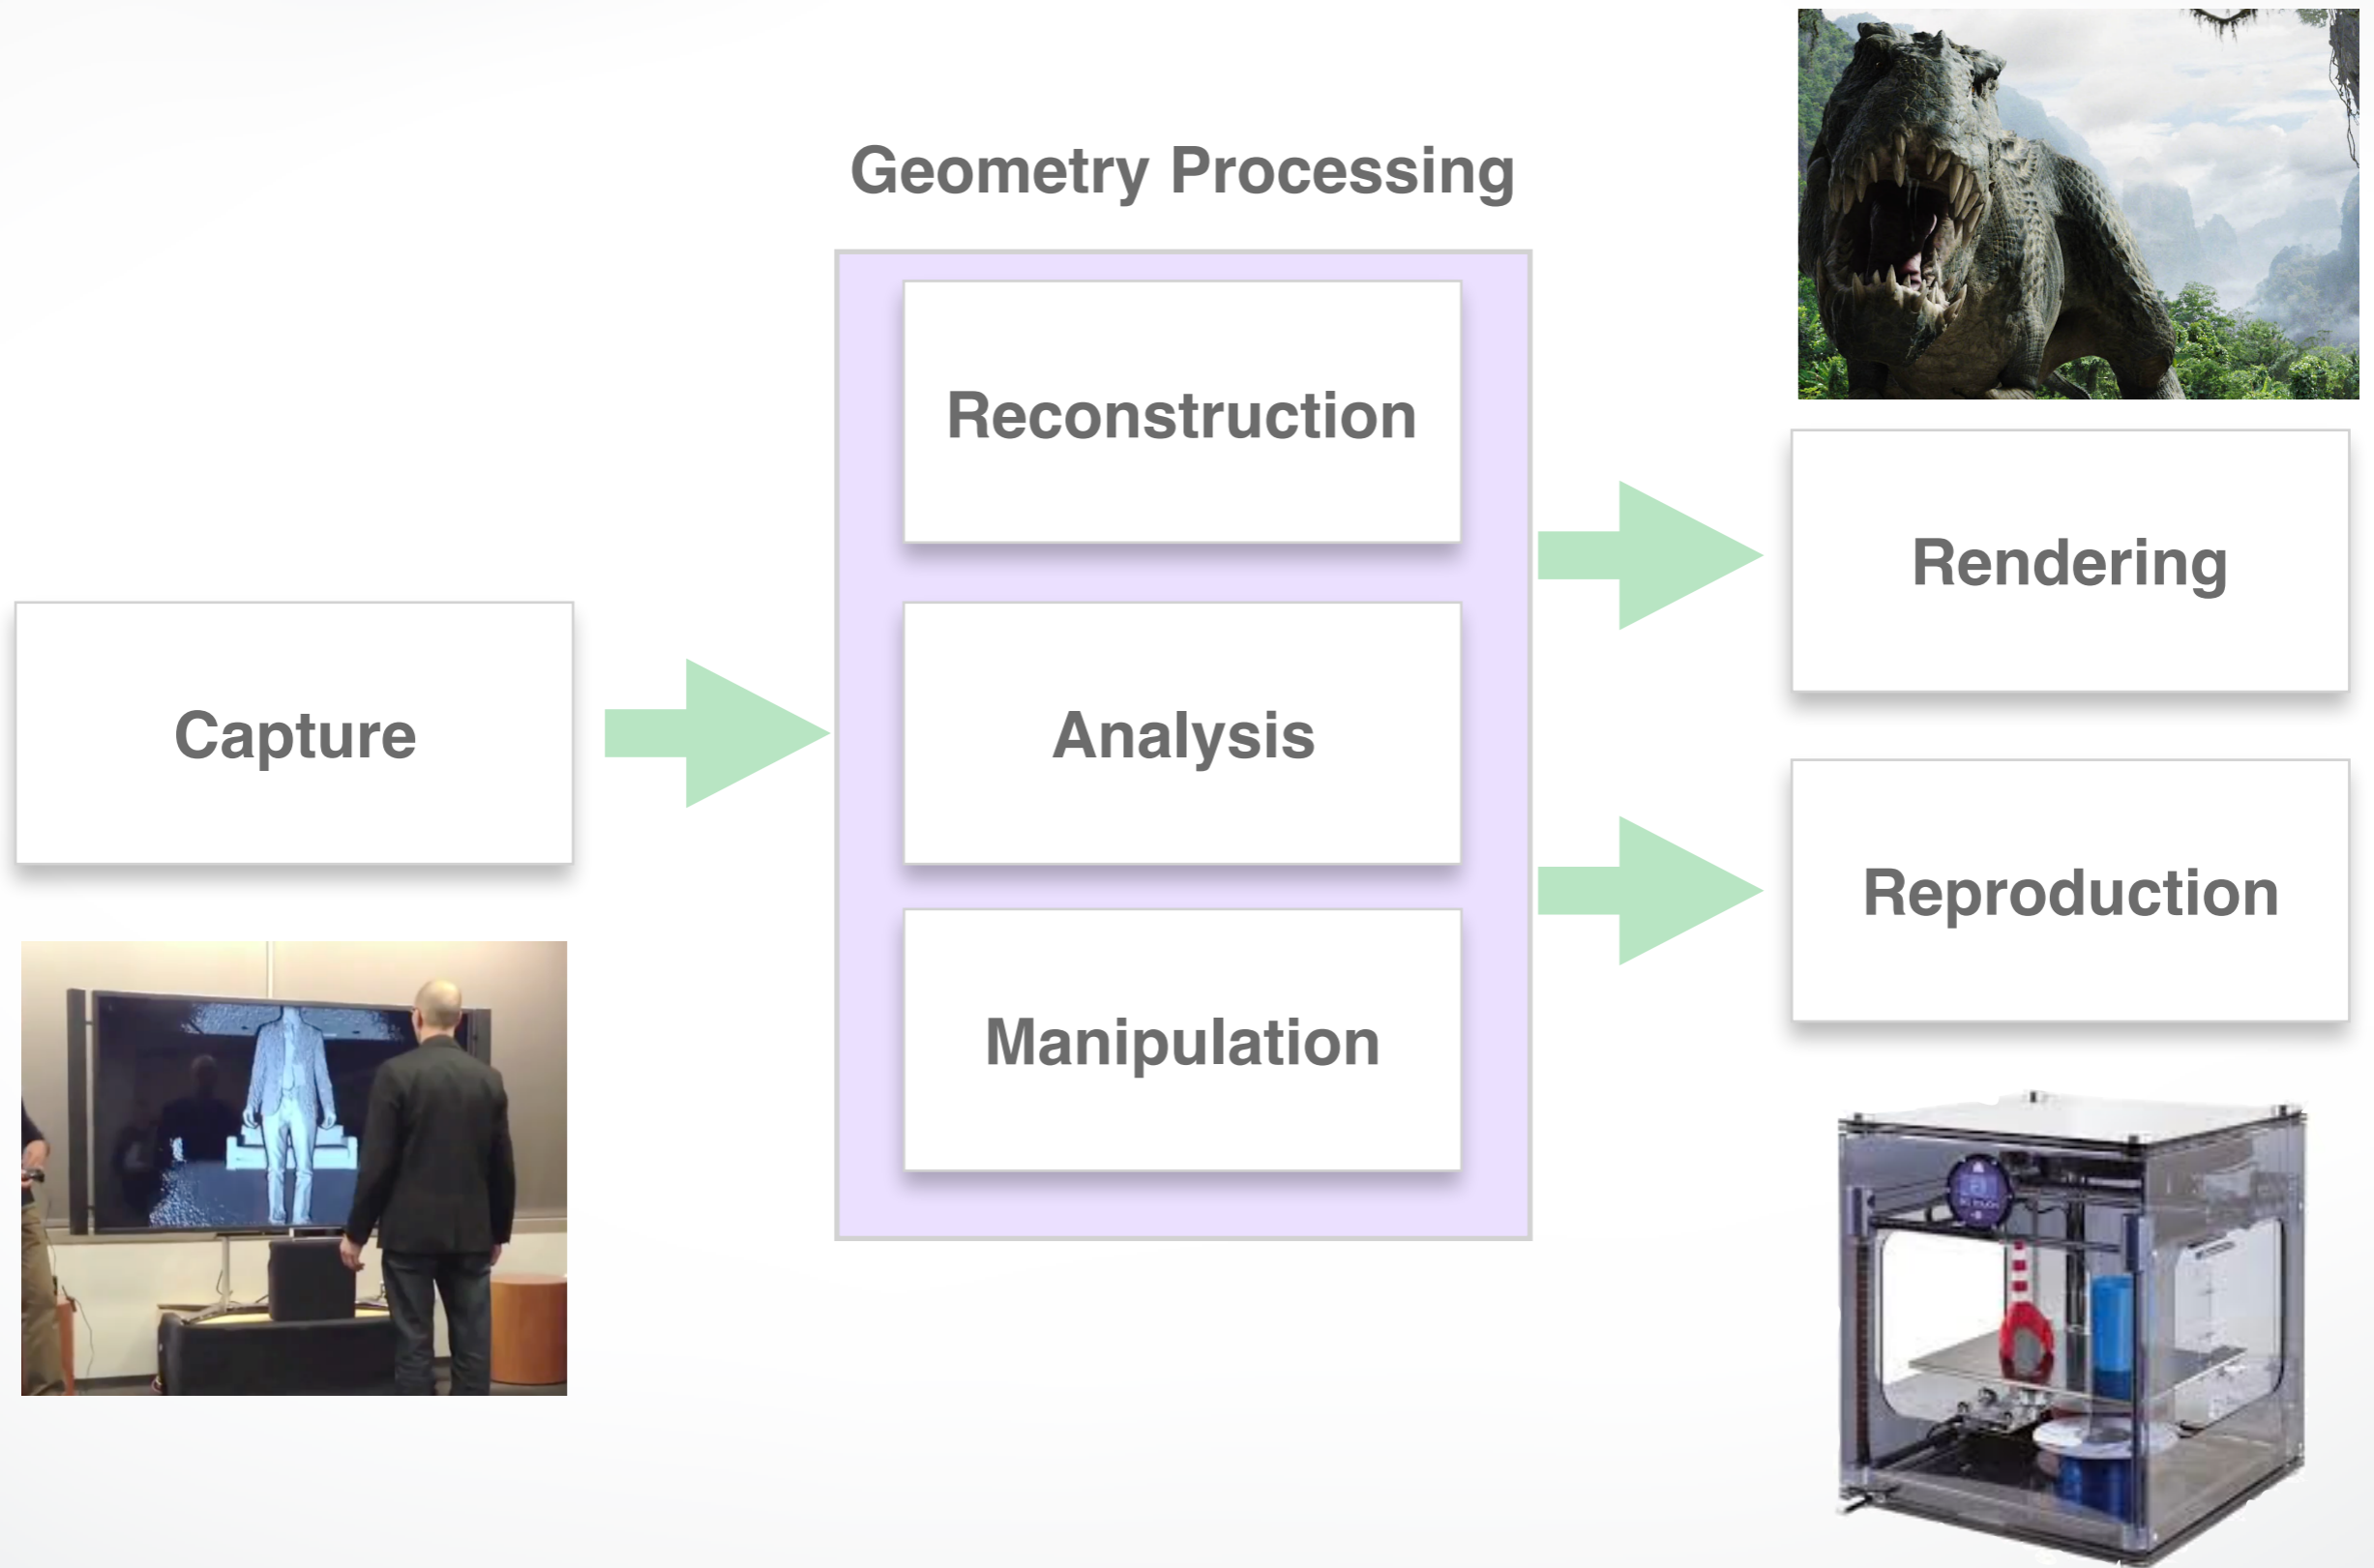 Geometry Processing
Capture
Reconstruction
Analysis
Manipulation
Rendering
Reproduction